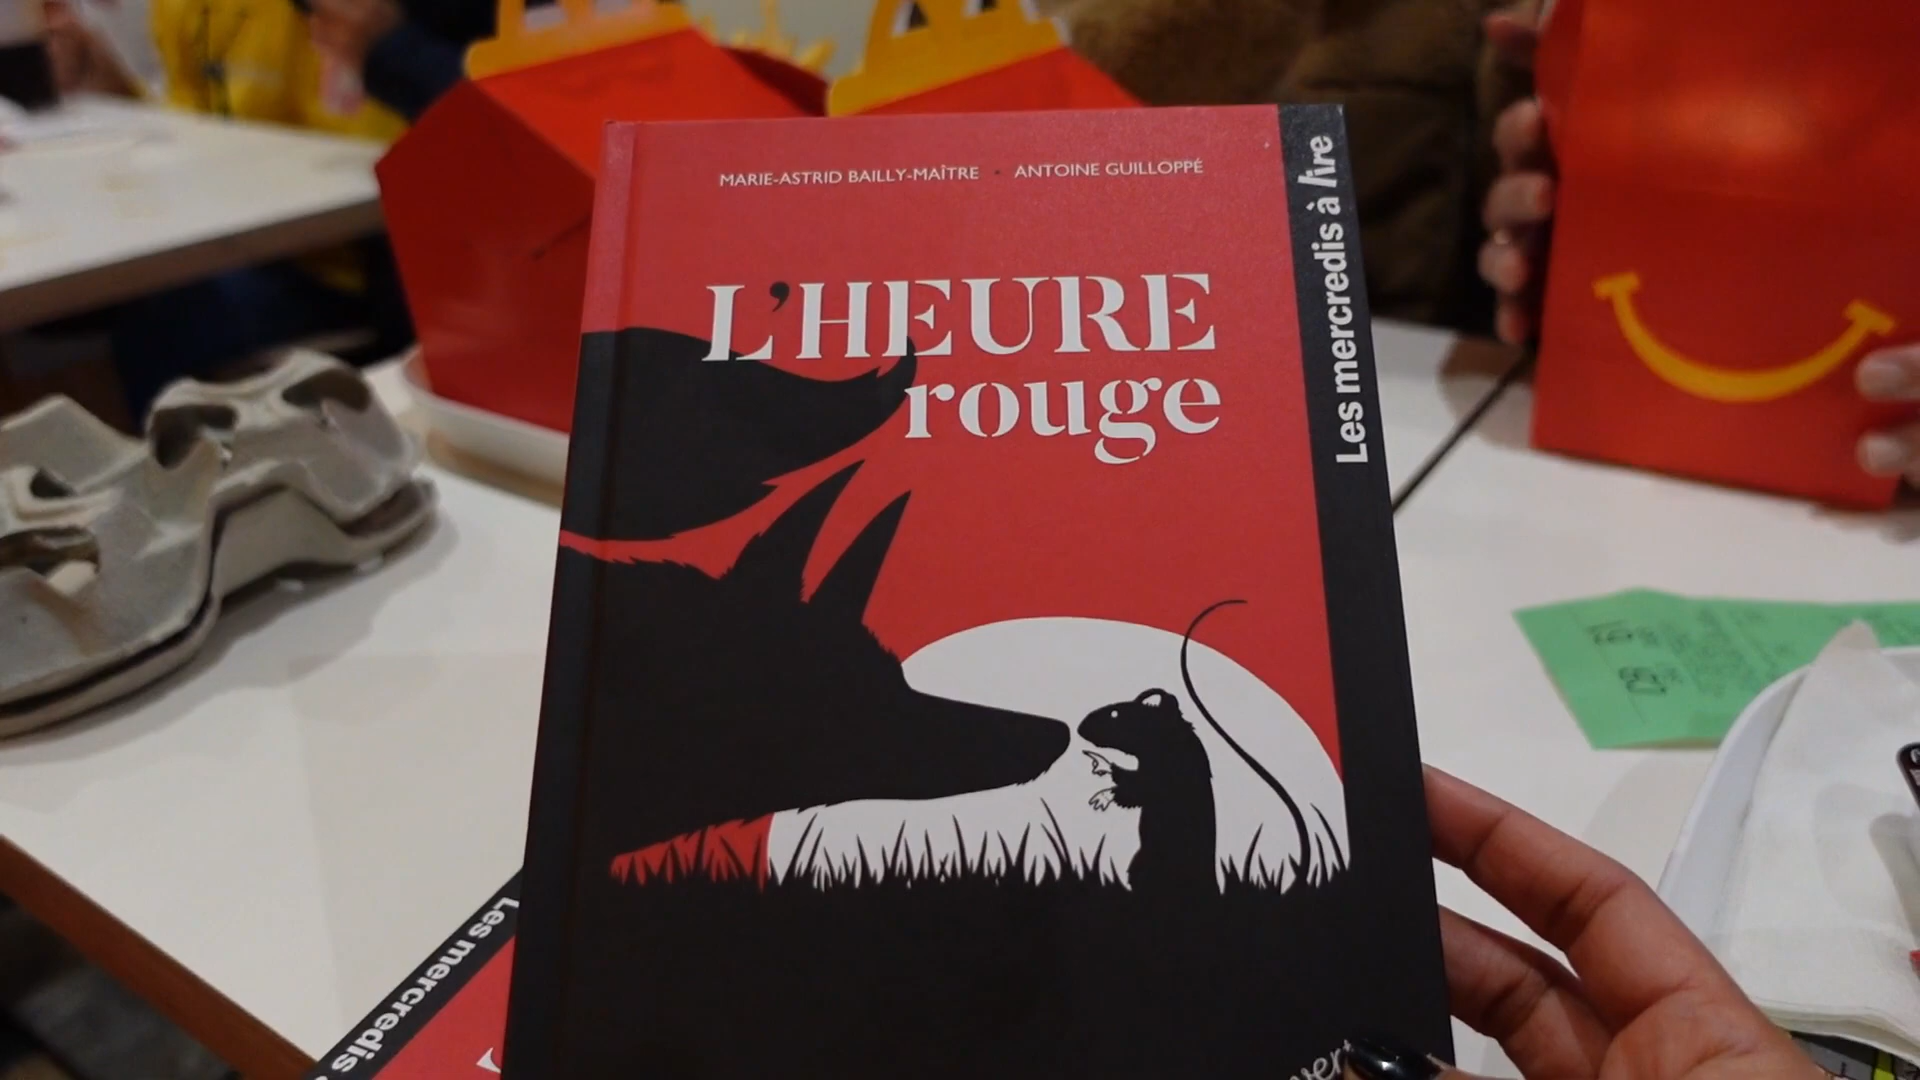 MARIE-ASTRID BAILLY-MAÎTRE · ANTOINE GUILLOPPÉ
L'HEURE
rouge
Les mercredis à lire
Les mercredis